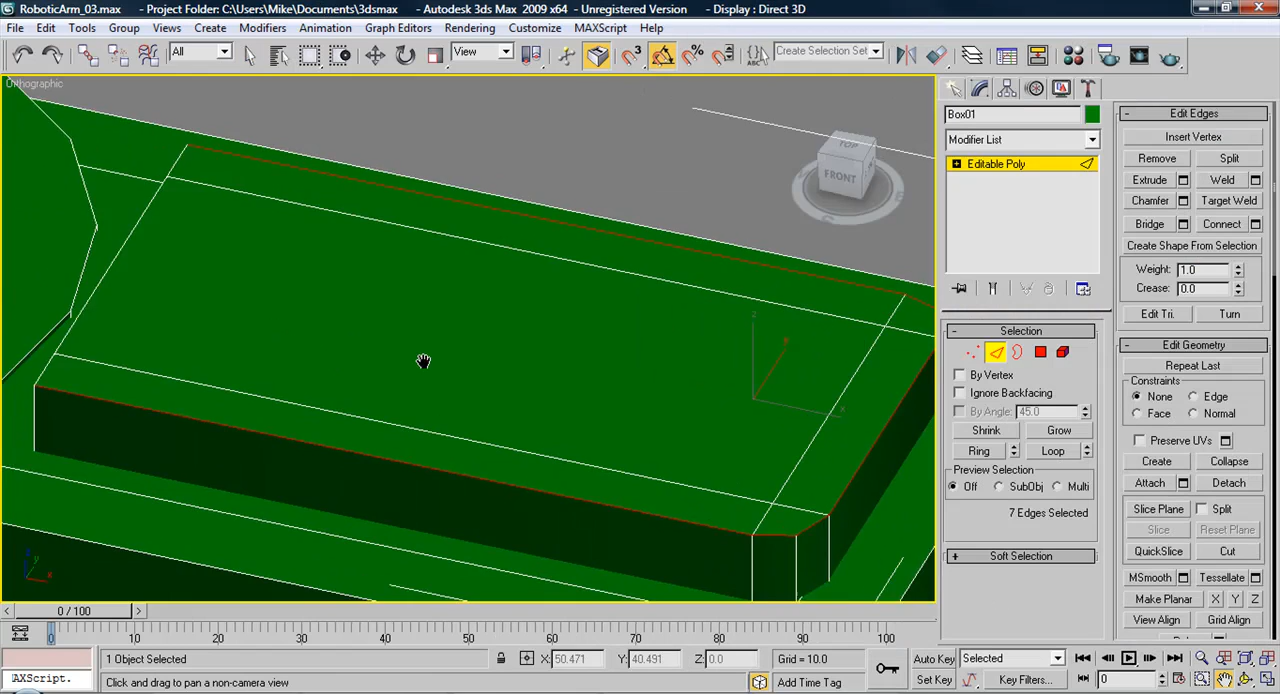 RoboticArm_03.max - Project Folder: C:\Users\Mike\Documents\3dsmax - Autodesk 3ds Max 2009 x64 - Unregistered Version - Display : Direct 3D
File Edit Tools Group Views Create Modifiers Animation Graph Editors Rendering Customize MAXScript Help
All View Create Selection Set
Orthographic
TOP
FRONT
z
x
Box01
Modifier List
Editable Poly
- Selection
By Vertex
Ignore Backfacing
By Angle: 45.0
Shrink Grow
Ring Loop
Preview Selection
Off SubObj Multi
7 Edges Selected
+ Soft Selection
- Edit Edges
Insert Vertex
Remove Split
Extrude Weld
Chamfer Target Weld
Bridge Connect
Create Shape From Selection
Weight: 1.0
Crease: 0.0
Edit Tri. Turn
- Edit Geometry
Repeat Last
Constraints
None Edge
Face Normal
Preserve UVs
Create Collapse
Attach Detach
Slice Plane Split
Slice Reset Plane
QuickSlice Cut
MSmooth Tessellate
Make Planar X Y Z
View Align Grid Align
< 0 / 100 >
0 10 20 30 40 50 60 70 80 90 100
1 Object Selected X: 50.471 Y: 40.491 Z: 0.0 Grid = 10.0 Auto Key Selected
AXScript. Click and drag to pan a non-camera view Add Time Tag Set Key Key Filters... 0